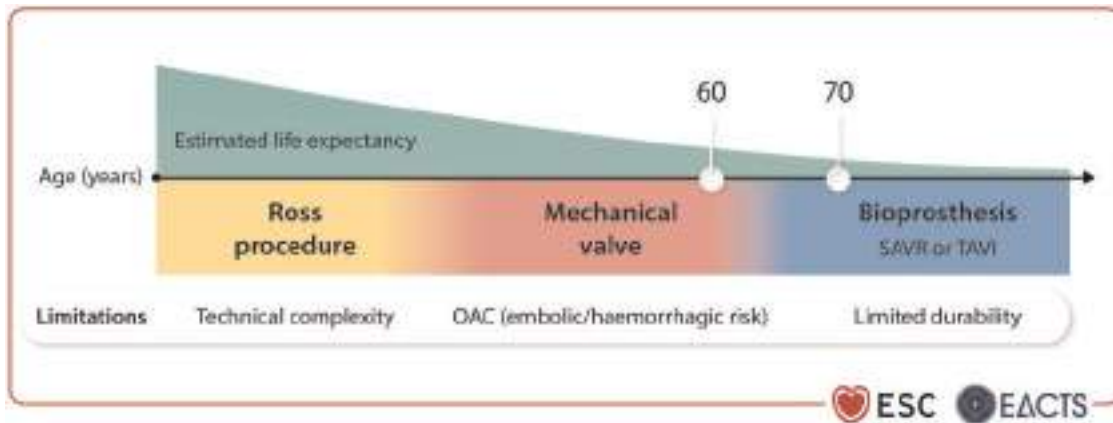 60 70
Estimated life expectancy
Age (years)
Ross procedure
Mechanical valve
Bioprosthesis
SAVR or TAVI
Limitations Technical complexity OAC (embolic/haemorrhagic risk) Limited durability
ESC EACTS